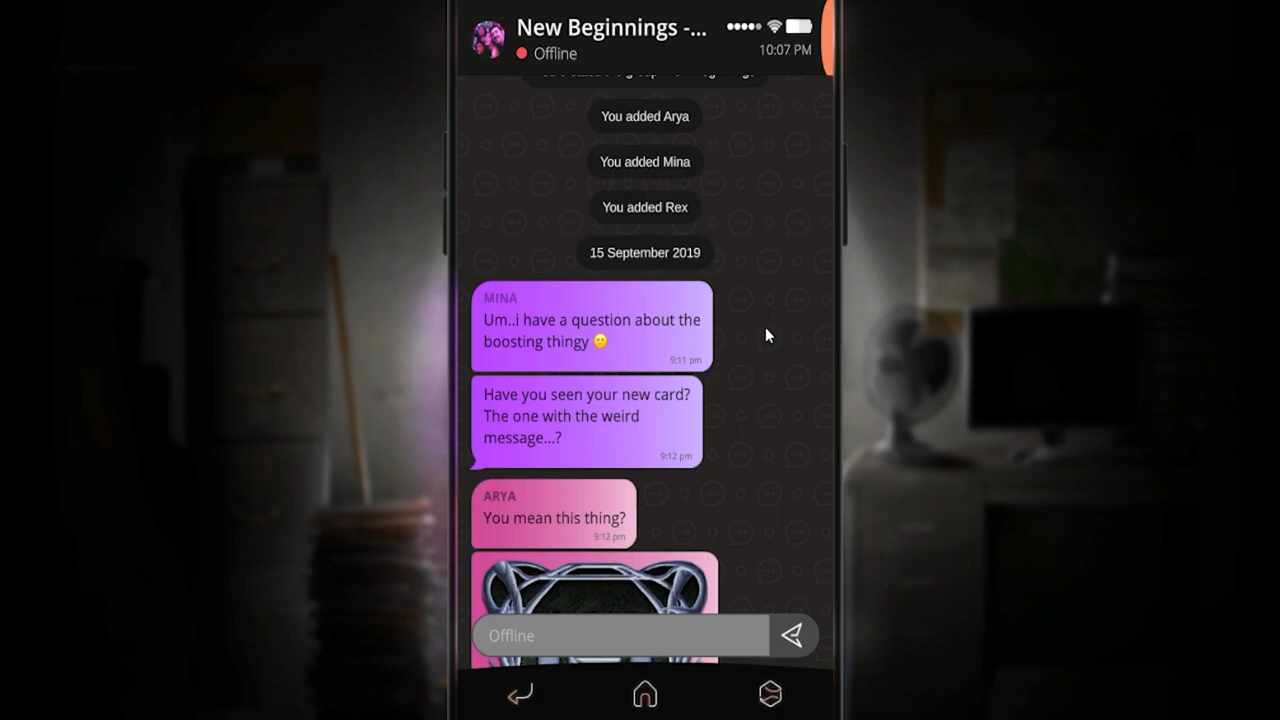 New Beginnings -...
Offline
10:07 PM
You added Arya
You added Mina
You added Rex
15 September 2019
MINA
Um..i have a question about the
boosting thingy 😕
9:11 pm
Have you seen your new card?
The one with the weird
message...?
9:12 pm
ARYA
You mean this thing?
9:12 pm
Offline